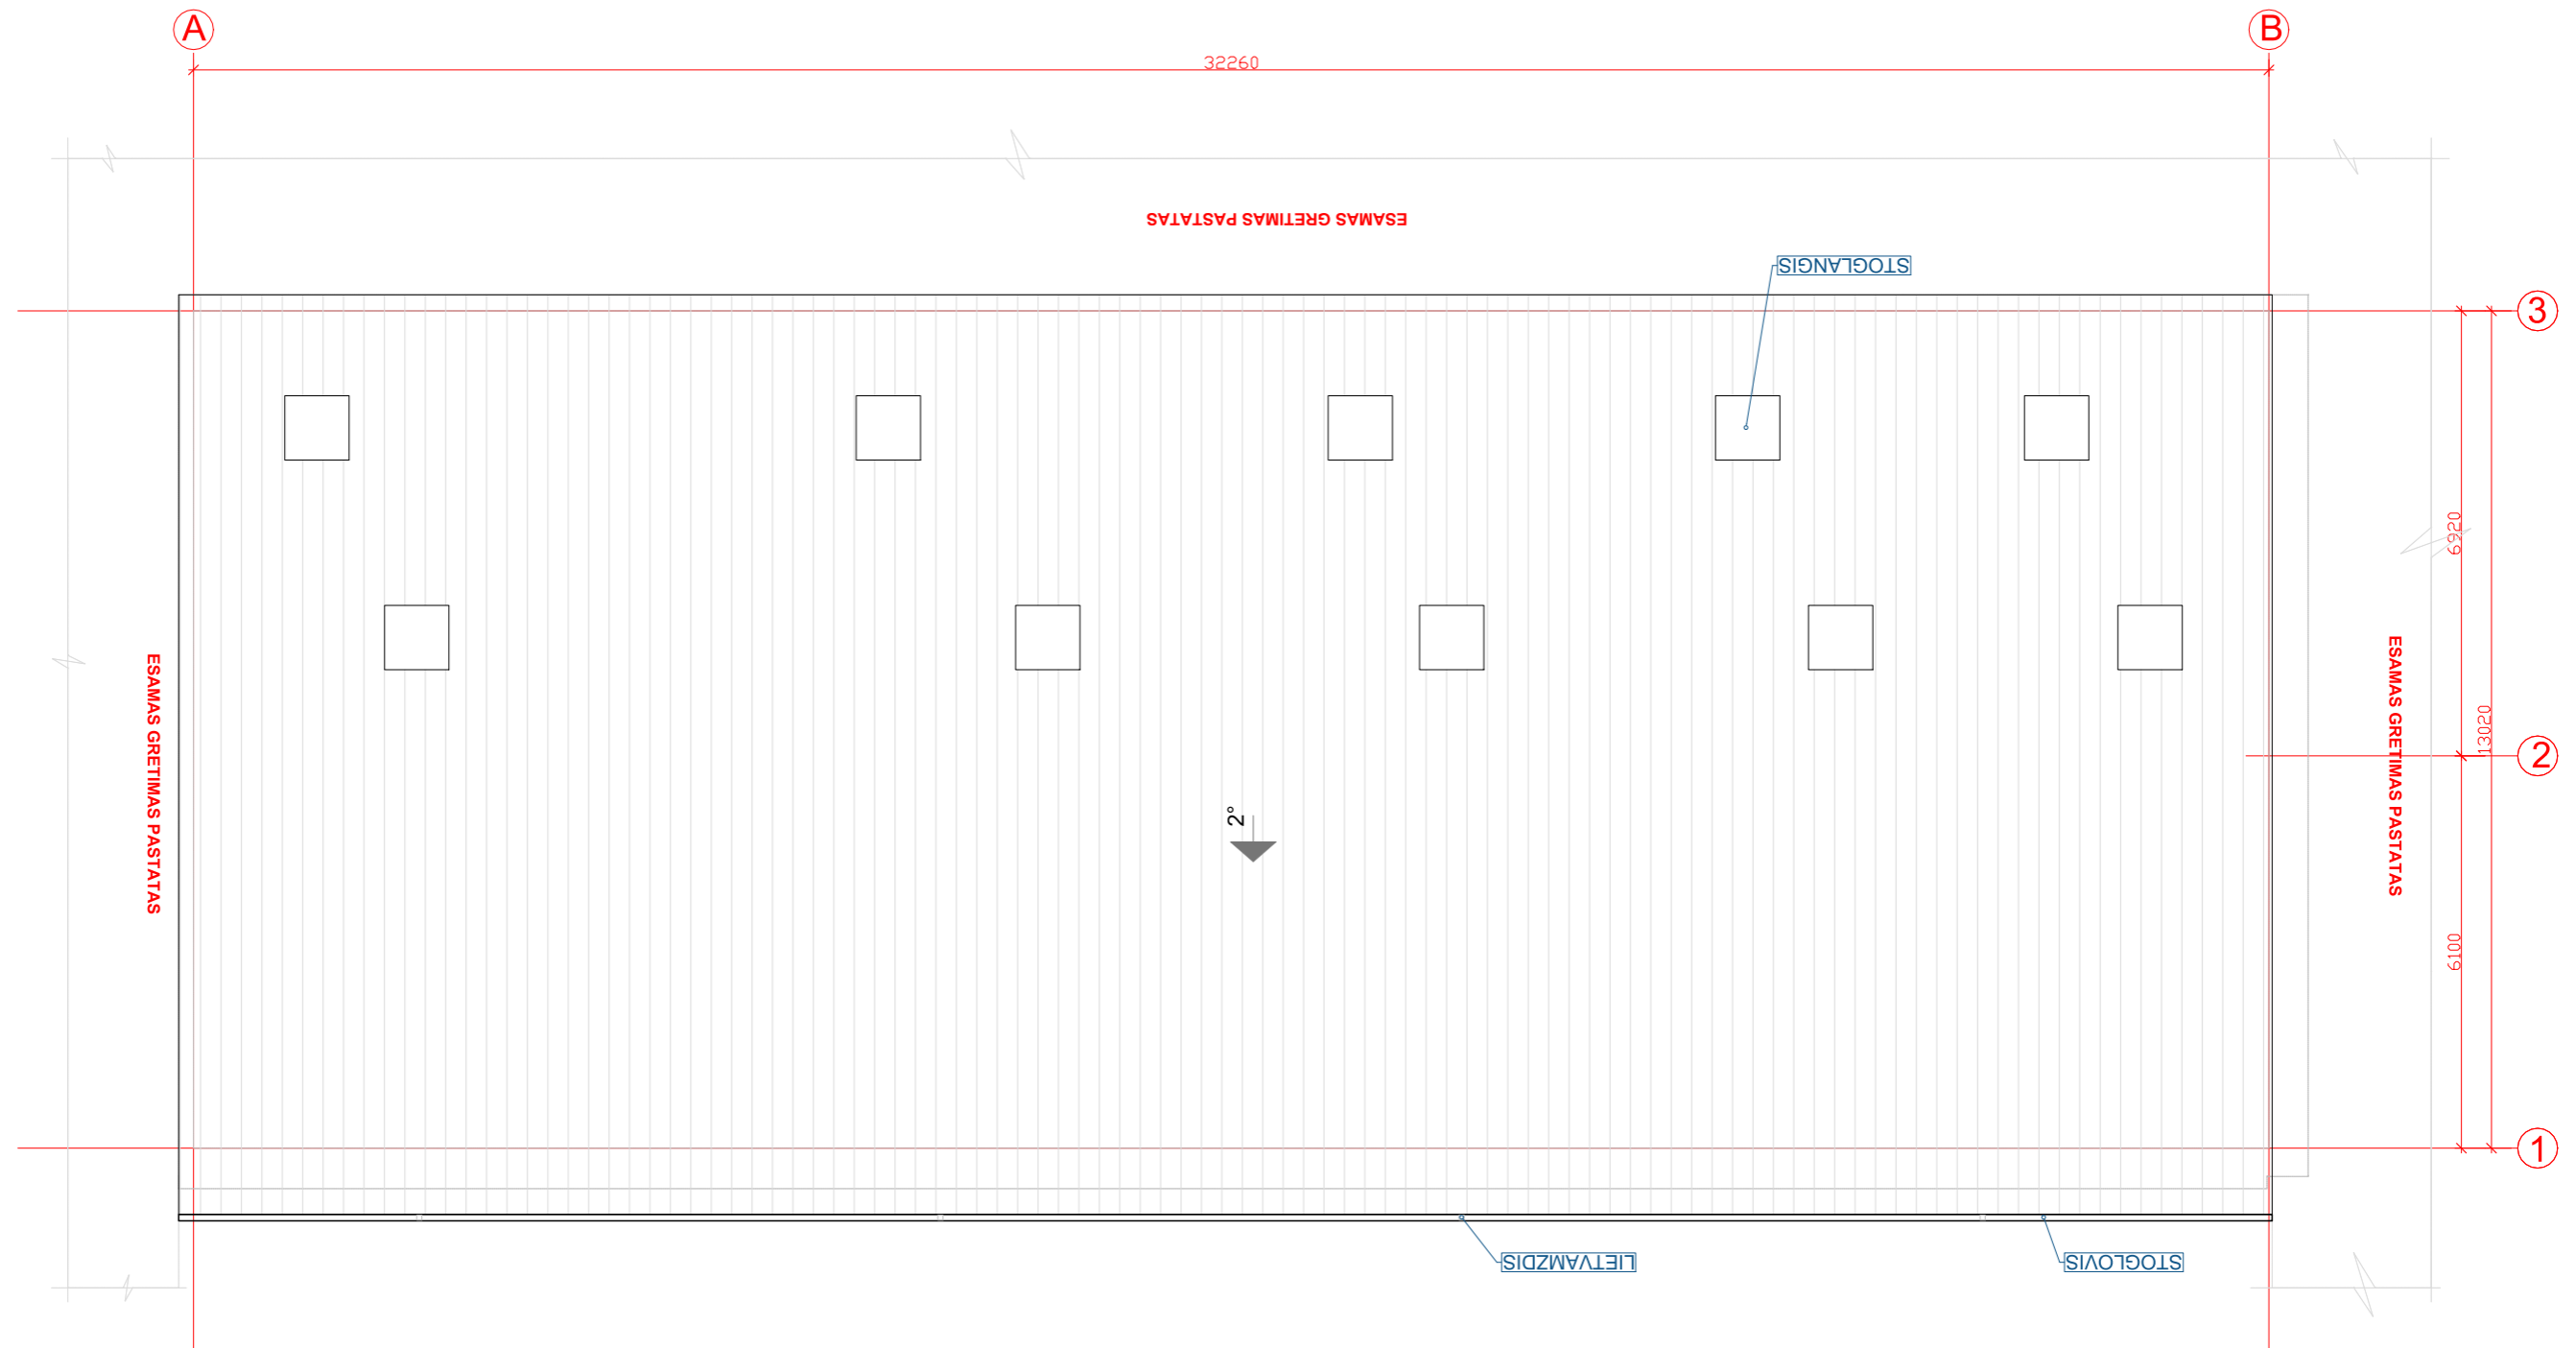 A
B
32260
ESAMAS GRETIMAS PASTATAS
STOGLANGIS
3
6920
ESAMAS GRETIMAS PASTATAS
ESAMAS GRETIMAS PASTATAS
13020
2
2°
6100
1
LIETVAMZDIS
STOGLOVIS